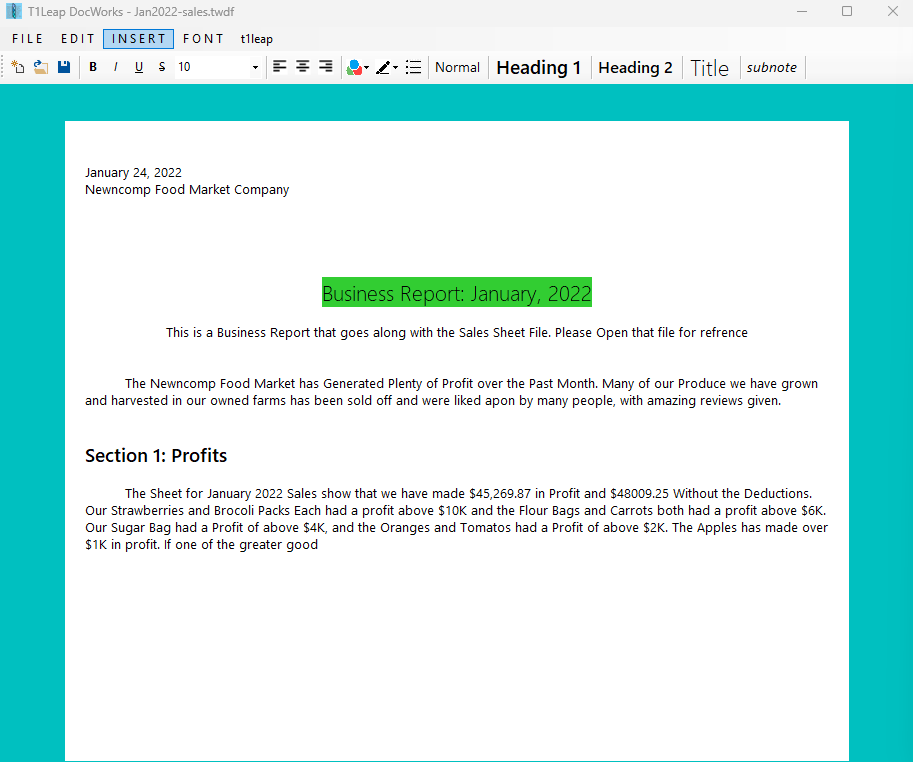 T1Leap DocWorks - Jan2022-sales.twdf
FILE EDIT INSERT FONT t1leap
B I U S 10 Normal Heading 1 Heading 2 Title subnote
January 24, 2022
Newncomp Food Market Company
Business Report: January, 2022
This is a Business Report that goes along with the Sales Sheet File. Please Open that file for refrence
The Newncomp Food Market has Generated Plenty of Profit over the Past Month. Many of our Produce we have grown
and harvested in our owned farms has been sold off and were liked apon by many people, with amazing reviews given.
Section 1: Profits
The Sheet for January 2022 Sales show that we have made $45,269.87 in Profit and $48009.25 Without the Deductions.
Our Strawberries and Brocoli Packs Each had a profit above $10K and the Flour Bags and Carrots both had a profit above $6K.
Our Sugar Bag had a Profit of above $4K, and the Oranges and Tomatos had a Profit of above $2K. The Apples has made over
$1K in profit. If one of the greater good